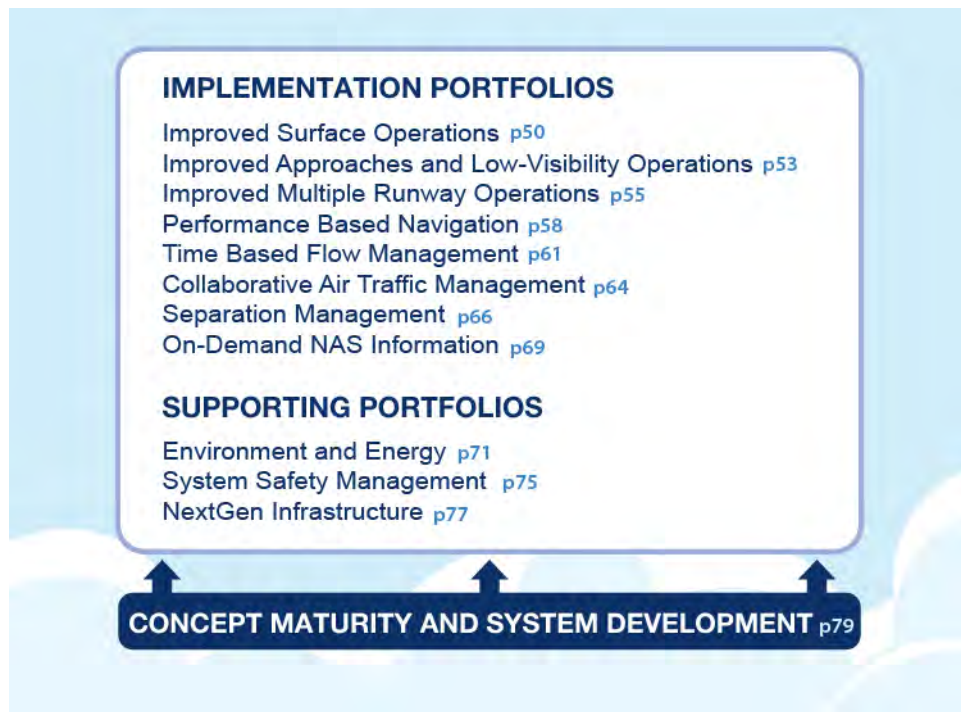 IMPLEMENTATION PORTFOLIOS
Improved Surface Operations p50
Improved Approaches and Low-Visibility Operations p53
Improved Multiple Runway Operations p55
Performance Based Navigation p58
Time Based Flow Management p61
Collaborative Air Traffic Management p64
Separation Management p66
On-Demand NAS Information p69
SUPPORTING PORTFOLIOS
Environment and Energy p71
System Safety Management p75
NextGen Infrastructure p77
CONCEPT MATURITY AND SYSTEM DEVELOPMENT p79